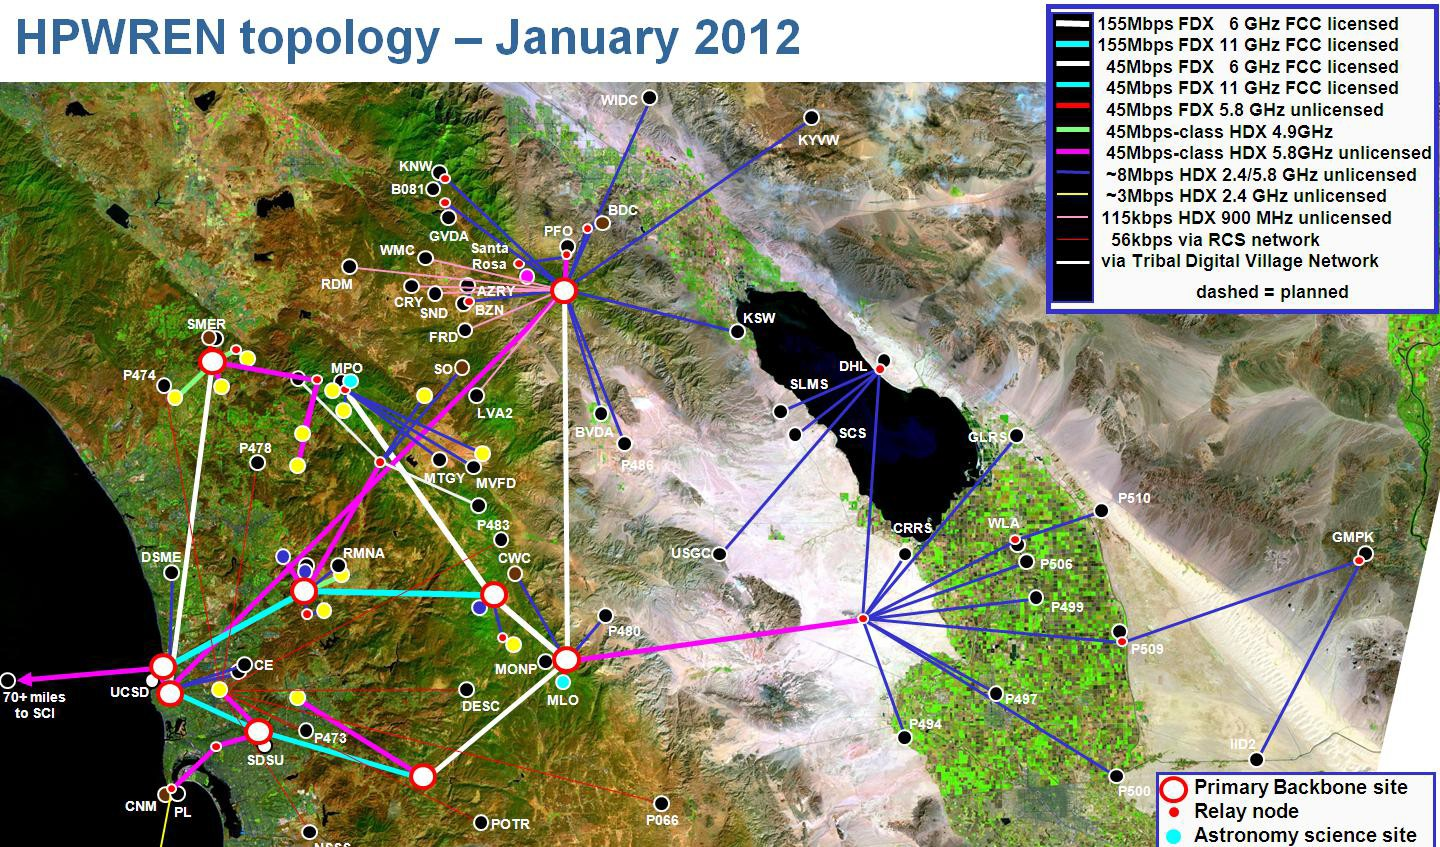 HPWREN topology – January 2012
155Mbps FDX 6 GHz FCC licensed
155Mbps FDX 11 GHz FCC licensed
45Mbps FDX 6 GHz FCC licensed
45Mbps FDX 11 GHz FCC licensed
45Mbps FDX 5.8 GHz unlicensed
45Mbps-class HDX 4.9GHz
45Mbps-class HDX 5.8GHz unlicensed
~8Mbps HDX 2.4/5.8 GHz unlicensed
~3Mbps HDX 2.4 GHz unlicensed
115kbps HDX 900 MHz unlicensed
56kbps via RCS network
via Tribal Digital Village Network
dashed = planned
WIDC
KYVW
KNW
B081
GVDA
BDC
PFO
WMC
Santa
Rosa
RDM
AZRY
CRY
SND
BZN
FRD
KSW
SMER
P474
MPO
SO
LVA2
DHL
SLMS
SCS
BVDA
P486
GLRS
P478
MTGY
MVFD
P483
P510
CRRS
WLA
GMPK
DSME
RMNA
CWC
USGC
P506
P499
P480
P509
CE
MONP
UCSD
70+ miles
to SCI
DESC
MLO
P497
P494
P473
SDSU
IID2
P500
CNM
PL
P066
POTR
NSSS
Primary Backbone site
Relay node
Astronomy science site